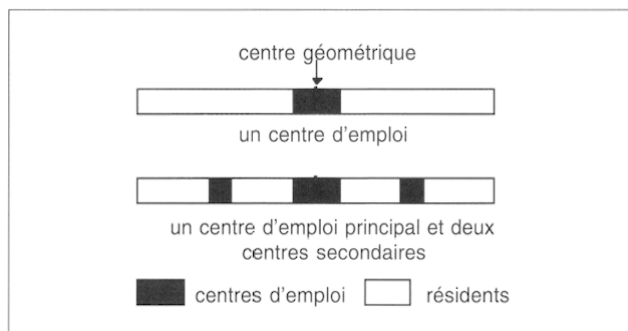 centre géométrique
un centre d'emploi
un centre d'emploi principal et deux
centres secondaires
centres d'emploi
résidents